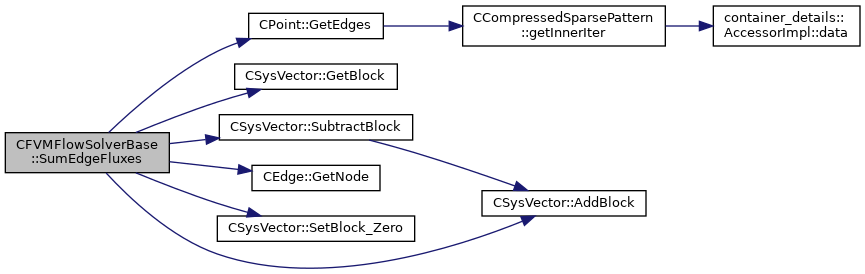 CFVMFlowSolverBase
::SumEdgeFluxes
CPoint::GetEdges
CCompressedSparsePattern
::getInnerIter
container_details::
AccessorImpl::data
CSysVector::GetBlock
CSysVector::SubtractBlock
CEdge::GetNode
CSysVector::SetBlock_Zero
CSysVector::AddBlock